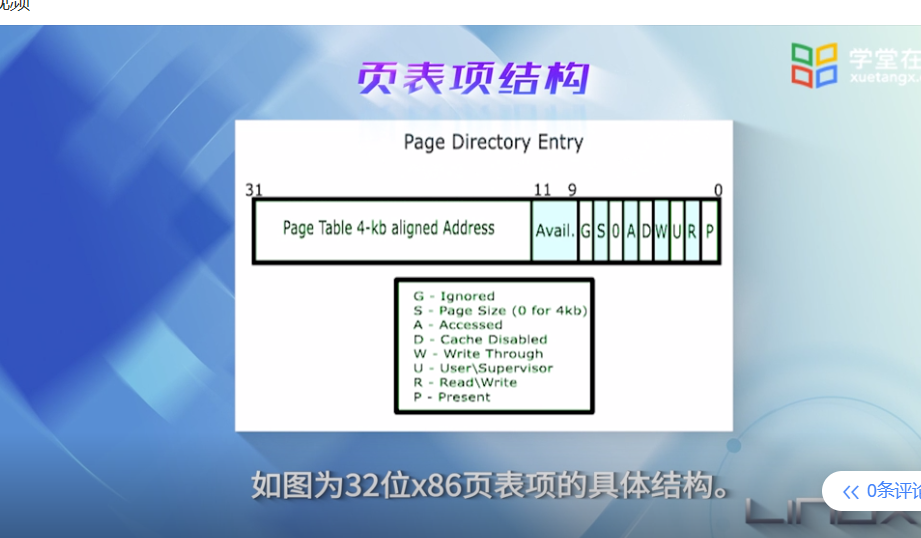 视频
学堂在
xuetangx.
页表项结构
Page Directory Entry
31 11 9 0
Page Table 4-kb aligned Address Avail. G S 0 A D W U R P
G - Ignored
S - Page Size (0 for 4kb)
A - Accessed
D - Cache Disabled
W - Write Through
U - User\Supervisor
R - Read\Write
P - Present
如图为32位x86页表项的具体结构。
0条评论